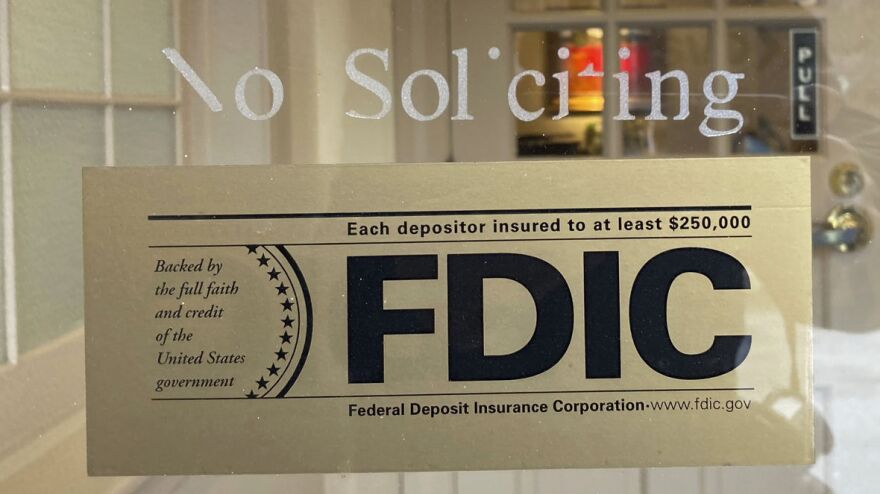 No Soliciting
PULL
Each depositor insured to at least $250,000
Backed by
the full faith
and credit
of the
United States
government
FDIC
Federal Deposit Insurance Corporation·www.fdic.gov